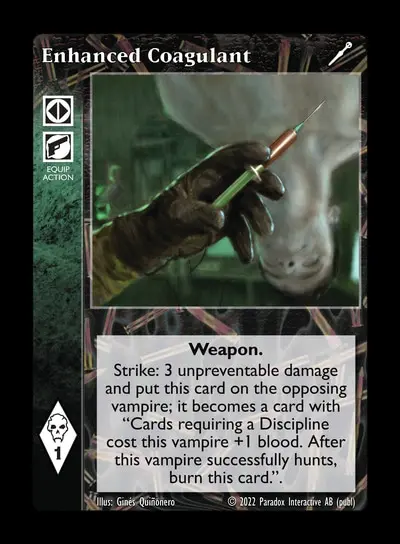 Enhanced Coagulant
EQUIP
ACTION
Weapon.
Strike: 3 unpreventable damage
and put this card on the opposing
vampire; it becomes a card with
“Cards requiring a Discipline
cost this vampire +1 blood. After
this vampire successfully hunts,
burn this card.”.
1
Illus: Ginés Quiñonero
© 2022 Paradox Interactive AB (publ)